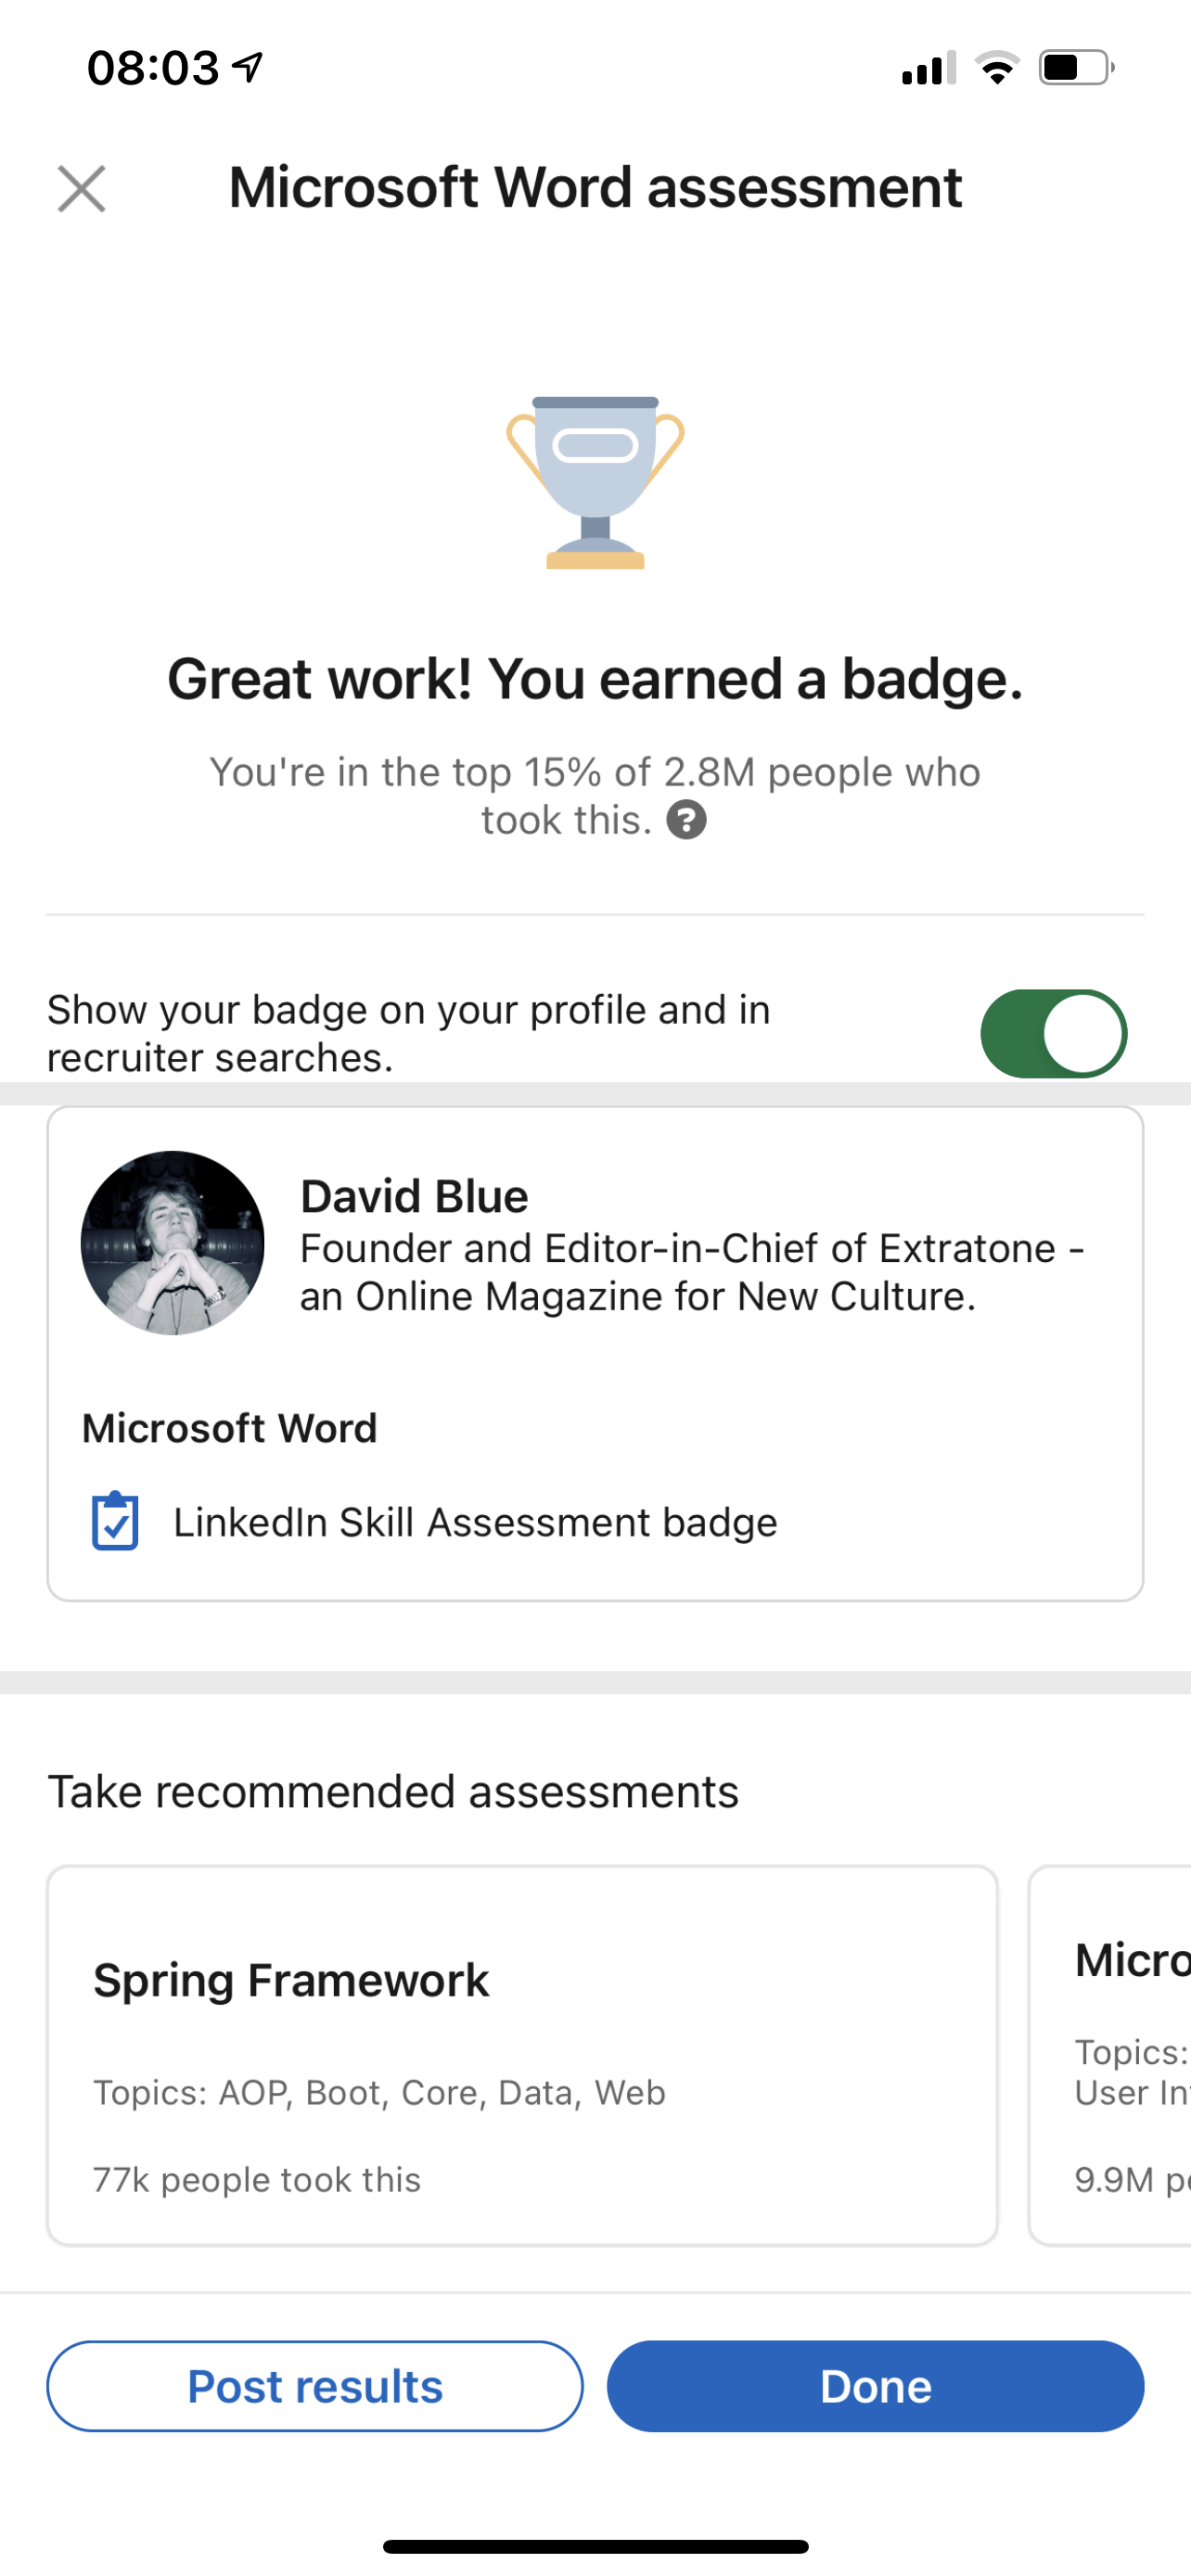 08:03
Microsoft Word assessment
Great work! You earned a badge.
You're in the top 15% of 2.8M people who
took this. ?
Show your badge on your profile and in
recruiter searches.
David Blue
Founder and Editor-in-Chief of Extratone -
an Online Magazine for New Culture.
Microsoft Word
LinkedIn Skill Assessment badge
Take recommended assessments
Spring Framework
Topics: AOP, Boot, Core, Data, Web
77k people took this
Micro
Topics:
User In
9.9M p
Post results
Done